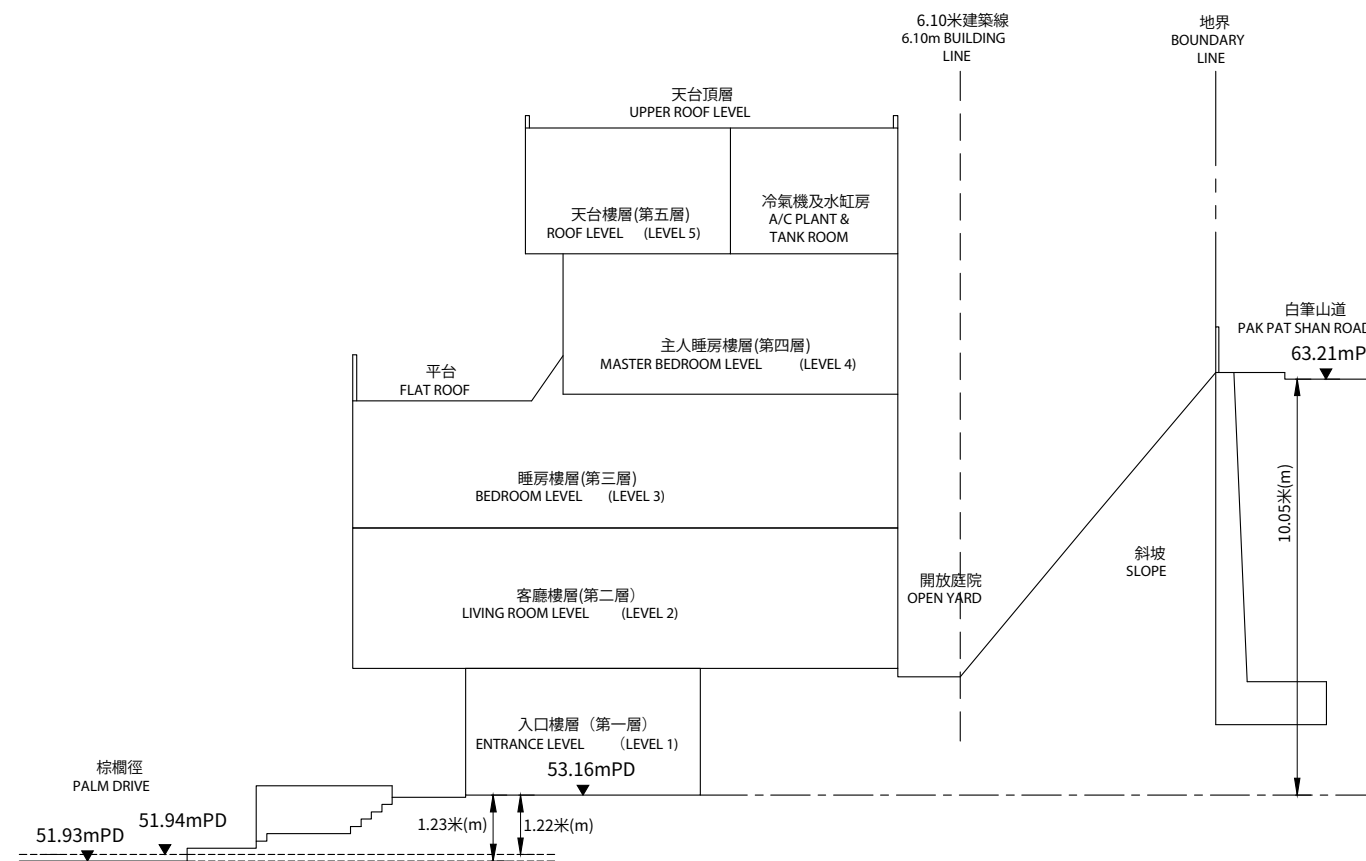 6.10米建築線
6.10m BUILDING
LINE
地界
BOUNDARY
LINE
天台頂層
UPPER ROOF LEVEL
天台樓層(第五層)
ROOF LEVEL (LEVEL 5)
冷氣機及水缸房
A/C PLANT &
TANK ROOM
白筆山道
PAK PAT SHAN ROAD
63.21mP
主人睡房樓層(第四層)
MASTER BEDROOM LEVEL (LEVEL 4)
平台
FLAT ROOF
睡房樓層(第三層)
BEDROOM LEVEL (LEVEL 3)
10.05米(m)
斜坡
SLOPE
開放庭院
OPEN YARD
客廳樓層(第二層)
LIVING ROOM LEVEL (LEVEL 2)
入口樓層（第一層）
ENTRANCE LEVEL (LEVEL 1)
53.16mPD
棕櫚徑
PALM DRIVE
51.93mPD
51.94mPD
1.23米(m)
1.22米(m)